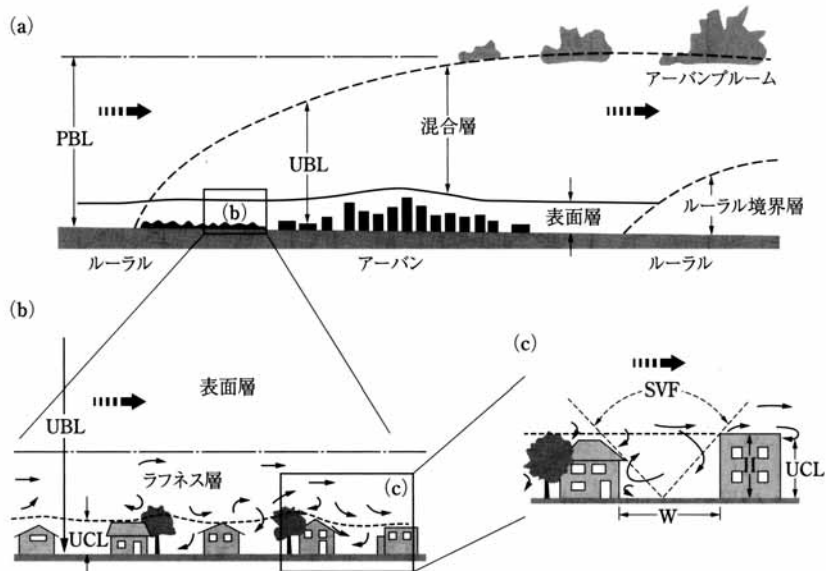 (a)
アーバンプルーム
PBL
混合層
UBL
(b)
表面層
ルーラル境界層
ルーラル
アーバン
ルーラル
(b)
表面層
UBL
ラフネス層
(c)
UCL
(c)
SVF
H
UCL
W